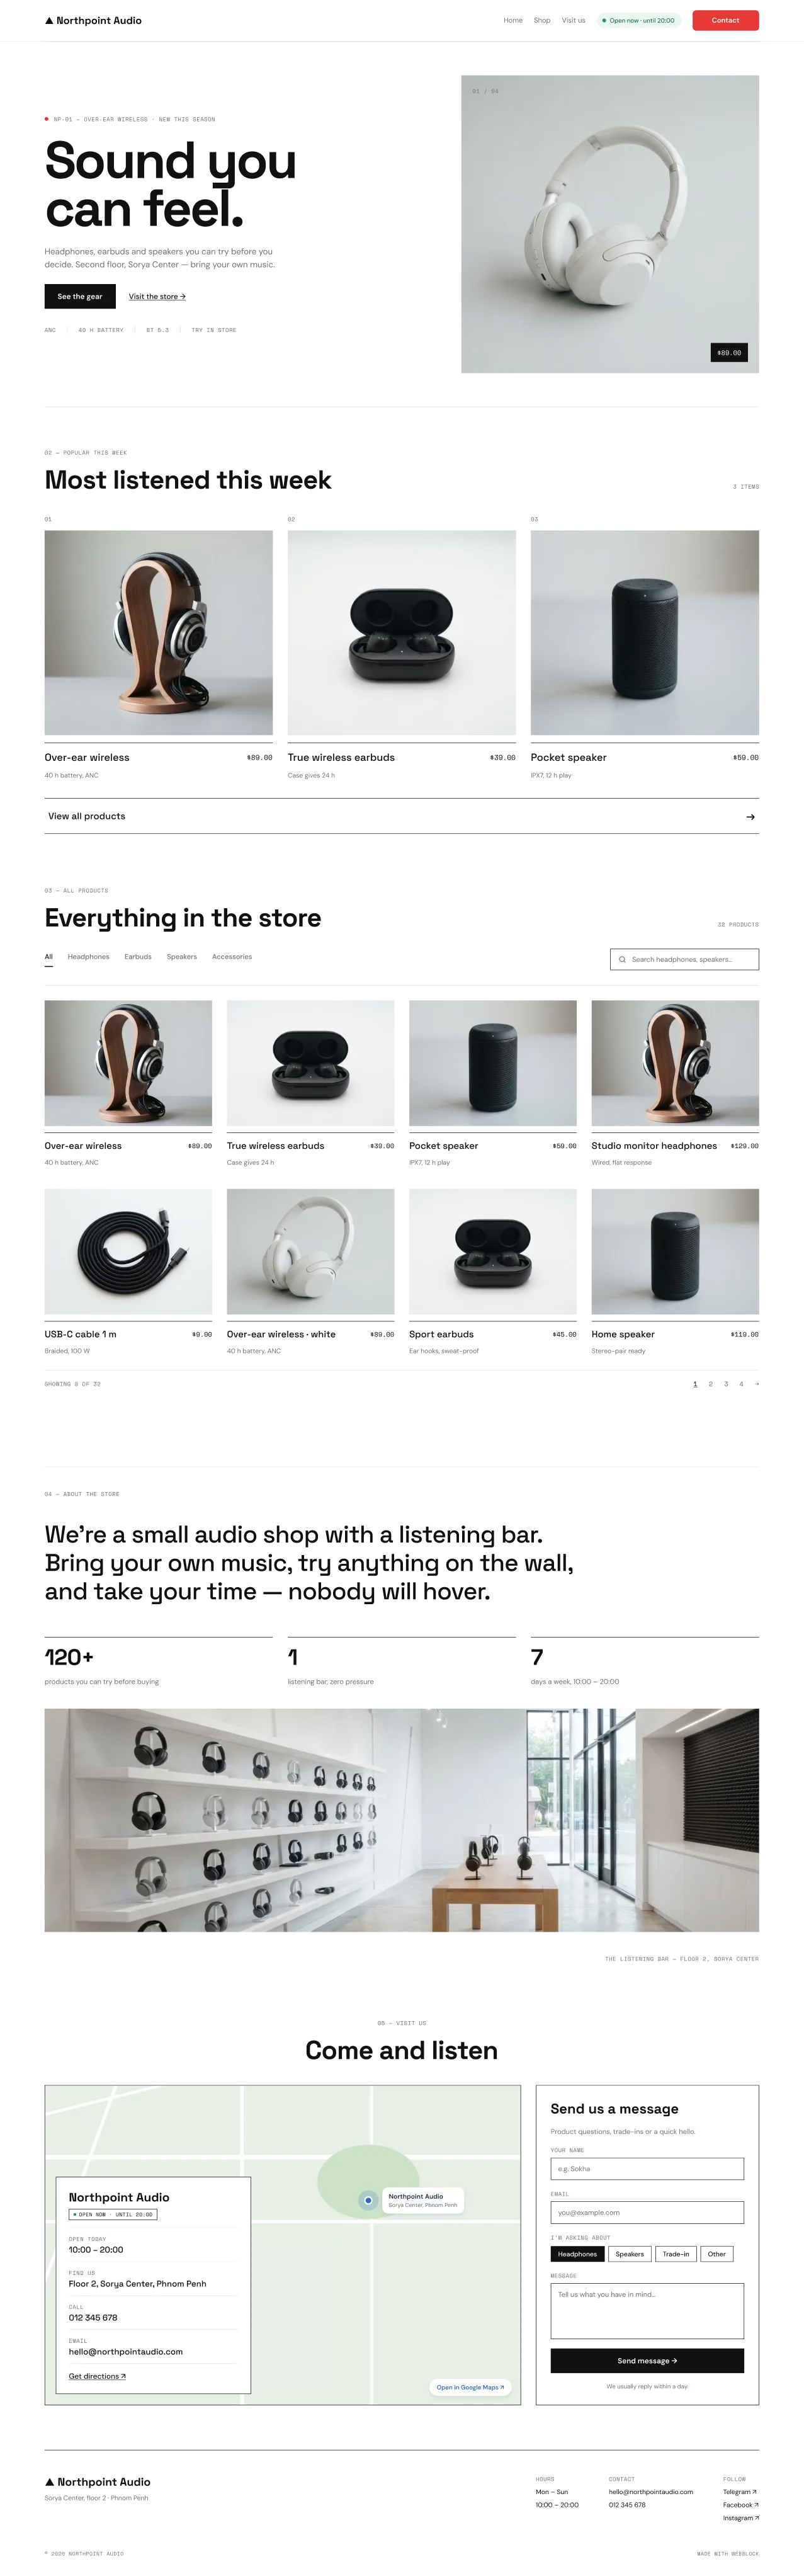 ▲ Northpoint Audio
Home Shop Visit us Open now · until 20:00 Contact
NP-01 — OVER-EAR WIRELESS · NEW THIS SEASON
01 / 04
Sound you
can feel.
Headphones, earbuds and speakers you can try before you
decide. Second floor, Sorya Center — bring your own music.
See the gear Visit the store →
ANC 40 H BATTERY BT 5.3 TRY IN STORE
$89.00
02 — POPULAR THIS WEEK
Most listened this week
3 ITEMS
01 02 03
Over-ear wireless $89.00
40 h battery, ANC
True wireless earbuds $39.00
Case gives 24 h
Pocket speaker $59.00
IPX7, 12 h play
View all products →
03 — ALL PRODUCTS
Everything in the store
32 PRODUCTS
All Headphones Earbuds Speakers Accessories
Search headphones, speakers...
Over-ear wireless $89.00
40 h battery, ANC
True wireless earbuds $39.00
Case gives 24 h
Pocket speaker $59.00
IPX7, 12 h play
Studio monitor headphones $129.00
Wired, flat response
USB-C cable 1 m $9.00
Braided, 100 W
Over-ear wireless · white $89.00
40 h battery, ANC
Sport earbuds $45.00
Ear hooks, sweat-proof
Home speaker $119.00
Stereo-pair ready
SHOWING 8 OF 32
1 2 3 4 →
04 — ABOUT THE STORE
We're a small audio shop with a listening bar.
Bring your own music, try anything on the wall,
and take your time — nobody will hover.
120+
products you can try before buying
1
listening bar, zero pressure
7
days a week, 10:00 – 20:00
THE LISTENING BAR — FLOOR 2, SORYA CENTER
05 — VISIT US
Come and listen
Northpoint Audio
OPEN NOW · UNTIL 20:00
OPEN TODAY
10:00 – 20:00
FIND US
Floor 2, Sorya Center, Phnom Penh
CALL
012 345 678
EMAIL
hello@northpointaudio.com
Get directions ↗
Northpoint Audio
Sorya Center, Phnom Penh
Open in Google Maps ↗
Send us a message
Product questions, trade-ins or a quick hello.
YOUR NAME
e.g. Sokha
EMAIL
you@example.com
I'M ASKING ABOUT
Headphones Speakers Trade-in Other
MESSAGE
Tell us what you have in mind...
Send message →
We usually reply within a day.
▲ Northpoint Audio
Sorya Center, floor 2 · Phnom Penh
HOURS
Mon – Sun
10:00 – 20:00
CONTACT
hello@northpointaudio.com
012 345 678
FOLLOW
Telegram ↗
Facebook ↗
Instagram ↗
© 2026 NORTHPOINT AUDIO
MADE WITH WEBBLOCK